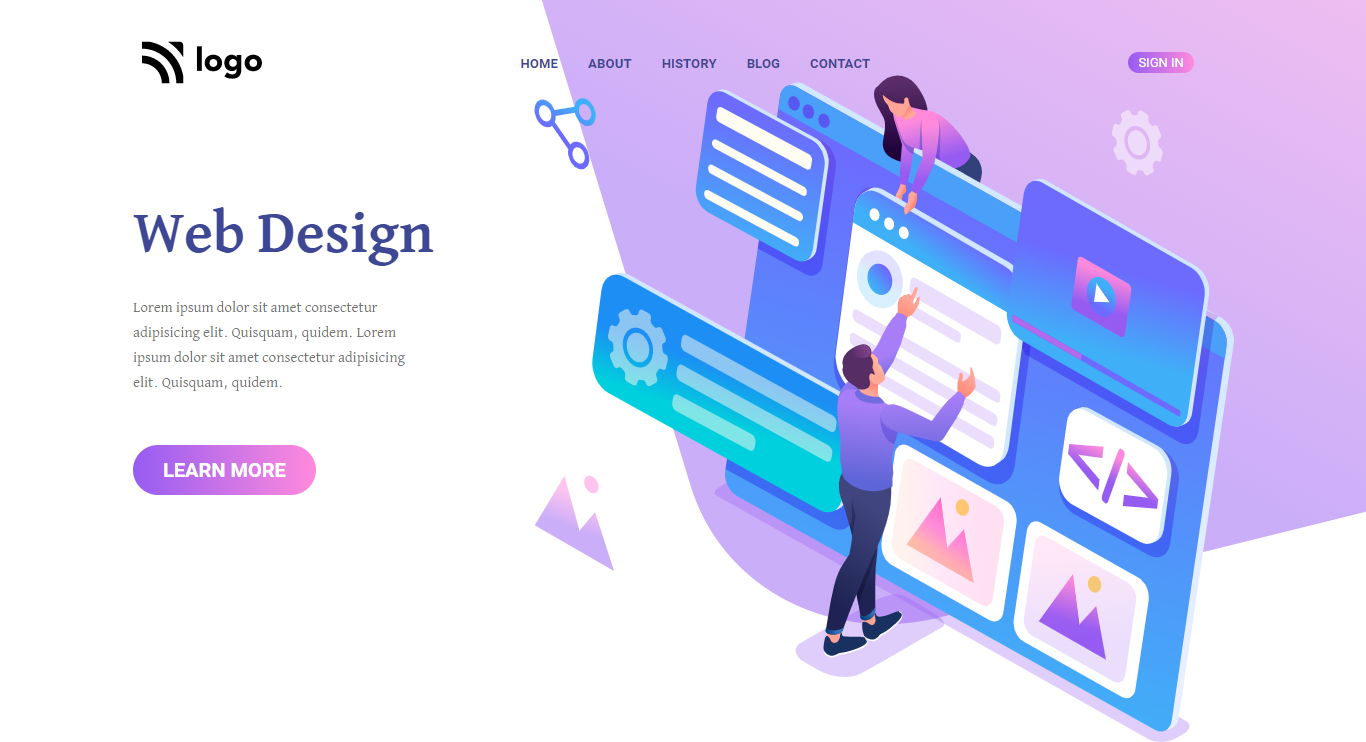 logo
HOME ABOUT HISTORY BLOG CONTACT
SIGN IN
Web Design
Lorem ipsum dolor sit amet consectetur
adipisicing elit. Quisquam, quidem. Lorem
ipsum dolor sit amet consectetur adipisicing
elit. Quisquam, quidem.
LEARN MORE
</>